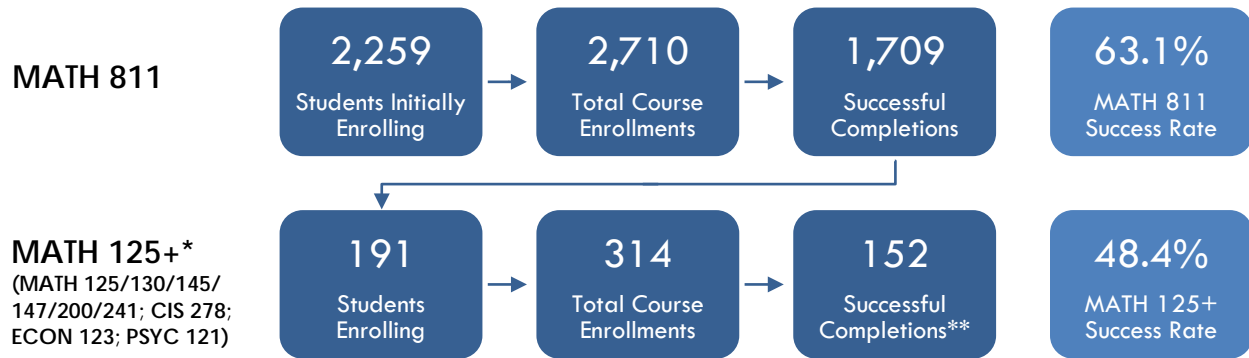 MATH 811
2,259
Students Initially
Enrolling
2,710
Total Course
Enrollments
1,709
Successful
Completions
63.1%
MATH 811
Success Rate
MATH 125+*
(MATH 125/130/145/
147/200/241; CIS 278;
ECON 123; PSYC 121)
191
Students
Enrolling
314
Total Course
Enrollments
152
Successful
Completions**
48.4%
MATH 125+
Success Rate